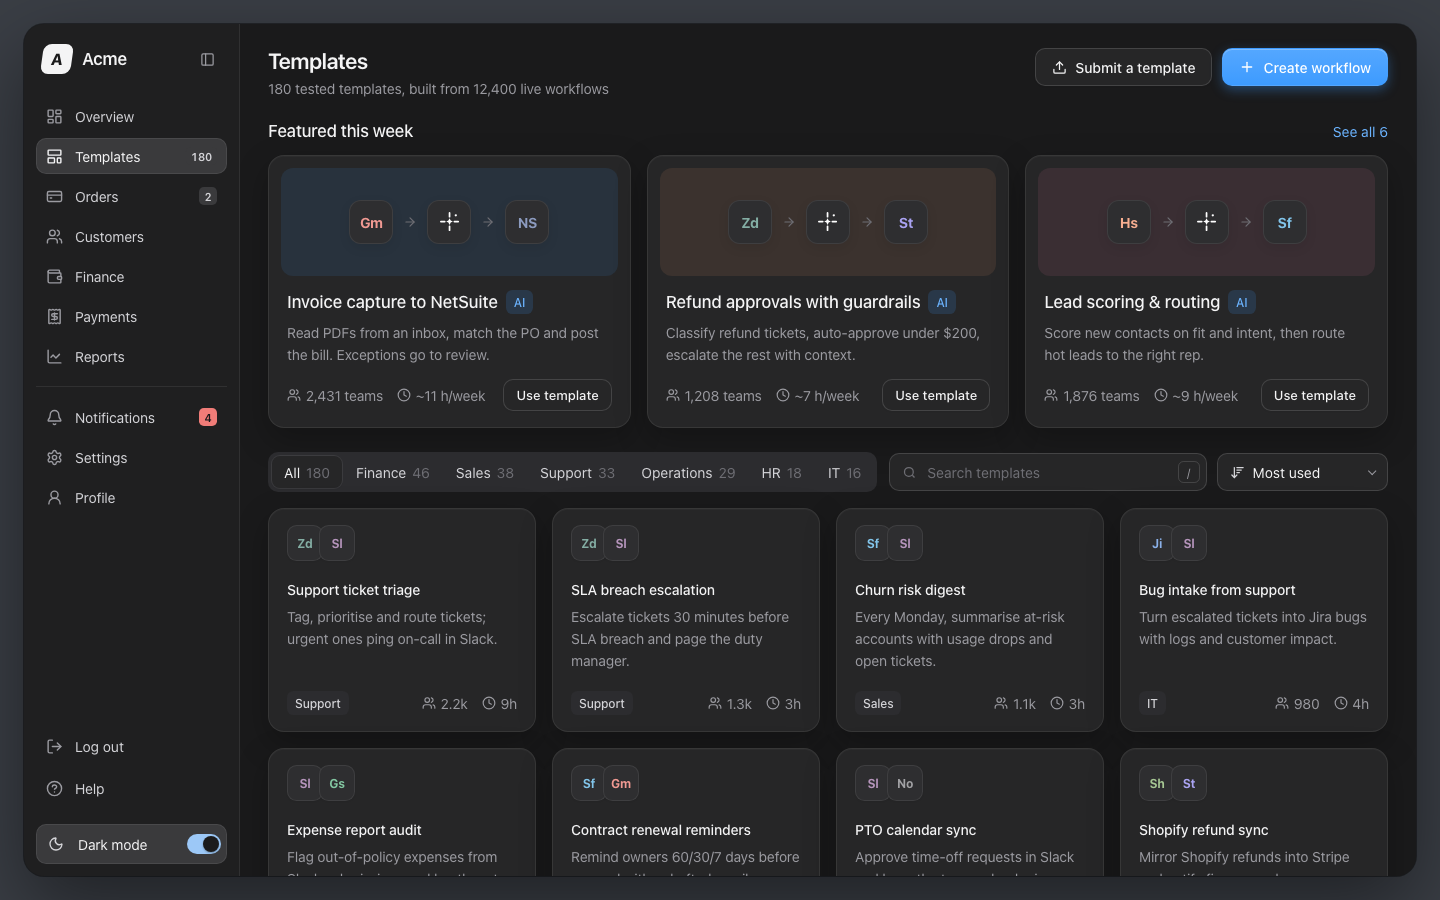 A Acme
Overview
Templates 180
Orders 2
Customers
Finance
Payments
Reports
Notifications 4
Settings
Profile
Log out
Help
Dark mode
Templates
180 tested templates, built from 12,400 live workflows
Submit a template
Create workflow
Featured this week
See all 6
Gm NS
Invoice capture to NetSuite AI
Read PDFs from an inbox, match the PO and post
the bill. Exceptions go to review.
2,431 teams ~11 h/week Use template
Zd St
Refund approvals with guardrails AI
Classify refund tickets, auto-approve under $200,
escalate the rest with context.
1,208 teams ~7 h/week Use template
Hs Sf
Lead scoring & routing AI
Score new contacts on fit and intent, then route
hot leads to the right rep.
1,876 teams ~9 h/week Use template
All 180 Finance 46 Sales 38 Support 33 Operations 29 HR 18 IT 16
Search templates /
Most used
Zd Sl
Support ticket triage
Tag, prioritise and route tickets;
urgent ones ping on-call in Slack.
Support 2.2k 9h
Zd Sl
SLA breach escalation
Escalate tickets 30 minutes before
SLA breach and page the duty
manager.
Support 1.3k 3h
Sf Sl
Churn risk digest
Every Monday, summarise at-risk
accounts with usage drops and
open tickets.
Sales 1.1k 3h
Ji Sl
Bug intake from support
Turn escalated tickets into Jira bugs
with logs and customer impact.
IT 980 4h
Sl Gs
Expense report audit
Flag out-of-policy expenses from
Sf Gm
Contract renewal reminders
Remind owners 60/30/7 days before
Sl No
PTO calendar sync
Approve time-off requests in Slack
Sh St
Shopify refund sync
Mirror Shopify refunds into Stripe